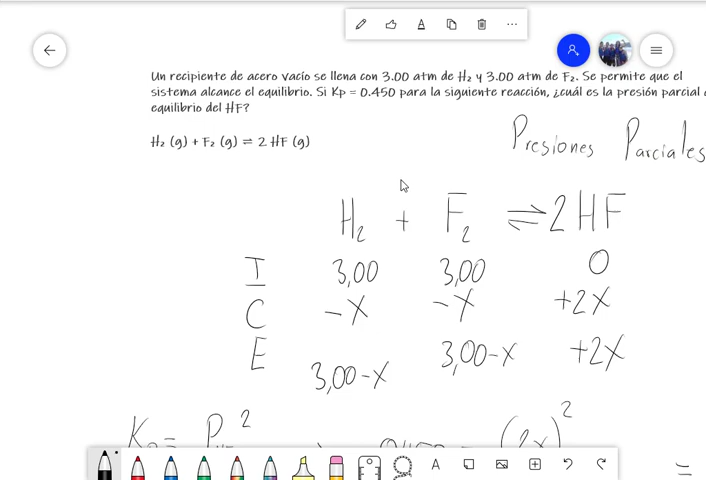 Un recipiente de acero vacío se llena con 3.00 atm de H₂ y 3.00 atm de F₂. Se permite que el
sistema alcance el equilibrio. Si Kp = 0.450 para la siguiente reacción, ¿cuál es la presión parcial
equilibrio del HF?
H₂ (g) + F₂ (g) ⇌ 2 HF (g)
Presiones Parciales
H₂ + F₂ ⇌ 2HF
I 3,00 3,00 0
C -X -X +2X
E 3,00-X 3,00-X +2X
(2x)²
A